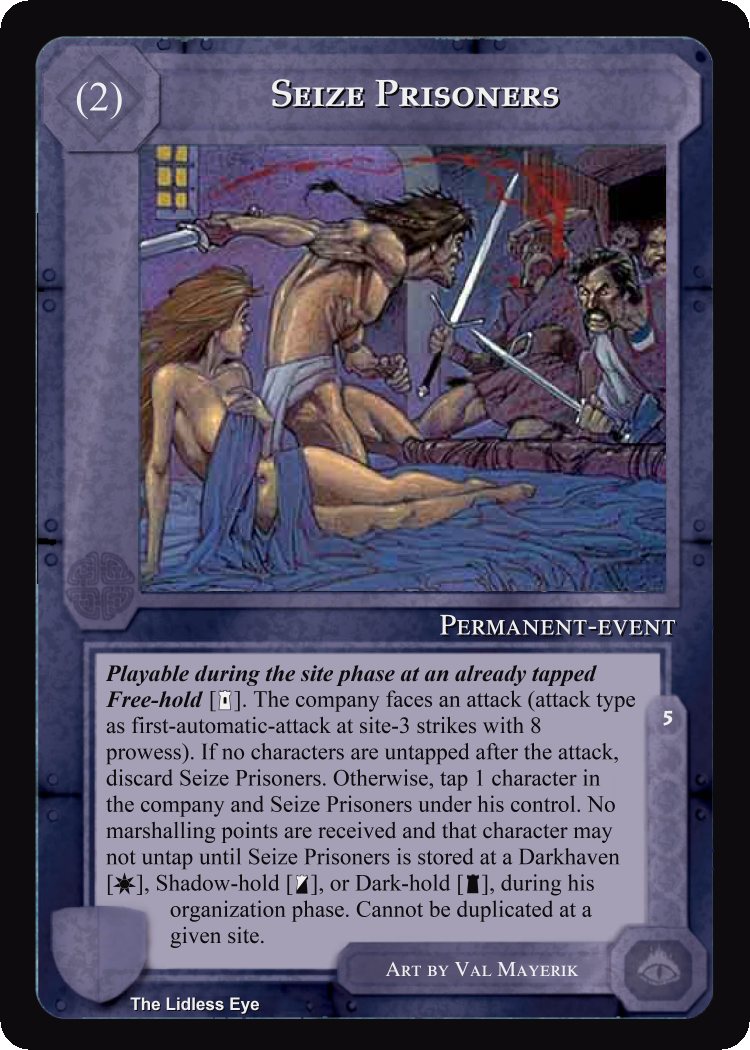 (2)
Seize Prisoners
Permanent-event
Playable during the site phase at an already tapped
Free-hold []. The company faces an attack (attack type
as first-automatic-attack at site-3 strikes with 8
prowess). If no characters are untapped after the attack,
discard Seize Prisoners. Otherwise, tap 1 character in
the company and Seize Prisoners under his control. No
marshalling points are received and that character may
not untap until Seize Prisoners is stored at a Darkhaven
[], Shadow-hold [], or Dark-hold [], during his
organization phase. Cannot be duplicated at a
given site.
5
Art by Val Mayerik
The Lidless Eye